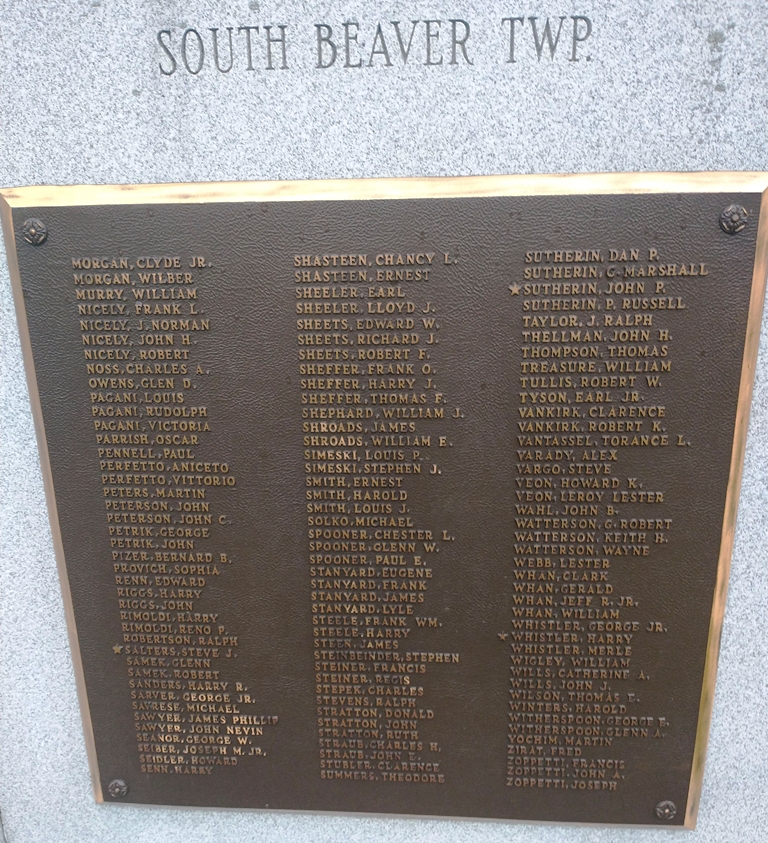 SOUTH BEAVER TWP.
MORGAN, CLYDE JR.
MORGAN, WILBER
MURRY, WILLIAM
NICELY, FRANK L.
NICELY, J. NORMAN
NICELY, JOHN H.
NICELY, ROBERT
NOSS, CHARLES A.
OWENS, GLEN D.
PAGANI, LOUIS
PAGANI, RUDOLPH
PAGANI, VICTORIA
PARRISH, OSCAR
PENNELL, PAUL
PERFETTO, ANICETO
PERFETTO, VITTORIO
PETERS, MARTIN
PETERSON, JOHN
PETERSON, JOHN C.
PETRIK, GEORGE
PETRIK, JOHN
PIZER, BERNARD B.
PROVICH, SOPHIA
RENN, EDWARD
RIGGS, HARRY
RIGGS, JOHN
RIMOLDI, HARRY
RIMOLDI, RENO P.
ROBERTSON, RALPH
★SALTERS, STEVE J.
SAMEK, GLENN
SAMEK, ROBERT
SANDERS, HARRY R.
SARVER, GEORGE JR.
SAVRESE, MICHAEL
SAWYER, JAMES PHILLIP
SAWYER, JOHN NEVIN
SEANOR, GEORGE W.
SEIBER, JOSEPH M. JR.
SEIDLER, HOWARD
SENN, HARRY
SHASTEEN, CHANCY L.
SHASTEEN, ERNEST
SHEELER, EARL
SHEELER, LLOYD J.
SHEETS, EDWARD W.
SHEETS, RICHARD J.
SHEETS, ROBERT F.
SHEFFER, FRANK O.
SHEFFER, HARRY J.
SHEFFER, THOMAS F.
SHEPHARD, WILLIAM J.
SHROADS, JAMES
SHROADS, WILLIAM E.
SIMESKI, LOUIS P.
SIMESKI, STEPHEN J.
SMITH, ERNEST
SMITH, HAROLD
SMITH, LOUIS J.
SOLKO, MICHAEL
SPOONER, CHESTER L.
SPOONER, GLENN W.
SPOONER, PAUL E.
STANYARD, EUGENE
STANYARD, FRANK
STANYARD, JAMES
STANYARD, LYLE
STEELE, FRANK WM.
STEELE, HARRY
STEEN, JAMES
STEINBEINDER, STEPHEN
STEINER, FRANCIS
STEINER, REGIS
STEPEK, CHARLES
STEVENS, RALPH
STRATTON, DONALD
STRATTON, JOHN
STRATTON, RUTH
STRAUB, CHARLES H.
STRAUB, JOHN E.
STUBLER, CLARENCE
SUMMERS, THEODORE
SUTHERIN, DAN P.
SUTHERIN, G. MARSHALL
★SUTHERIN, JOHN P.
SUTHERIN, P. RUSSELL
TAYLOR, J. RALPH
THELLMAN, JOHN H.
THOMPSON, THOMAS
TREASURE, WILLIAM
TULLIS, ROBERT W.
TYSON, EARL JR.
VANKIRK, CLARENCE
VANKIRK, ROBERT K.
VANTASSEL, TORANCE L.
VARADY, ALEX
VARGO, STEVE
VEON, HOWARD K.
VEON, LEROY LESTER
WAHL, JOHN B.
WATTERSON, G. ROBERT
WATTERSON, KEITH H.
WATTERSON, WAYNE
WEBB, LESTER
WHAN, CLARK
WHAN, GERALD
WHAN, JEFF R. JR.
WHAN, WILLIAM
WHISTLER, GEORGE JR.
★WHISTLER, HARRY
WHISTLER, MERLE
WIGLEY, WILLIAM
WILLS, CATHERINE A.
WILLS, JOHN J.
WILSON, THOMAS E.
WINTERS, HAROLD
WITHERSPOON, GEORGE E.
WITHERSPOON, GLENN A.
YOCHIM, MARTIN
ZIRAT, FRED
ZOPPETTI, FRANCIS
ZOPPETTI, JOHN A.
ZOPPETTI, JOSEPH